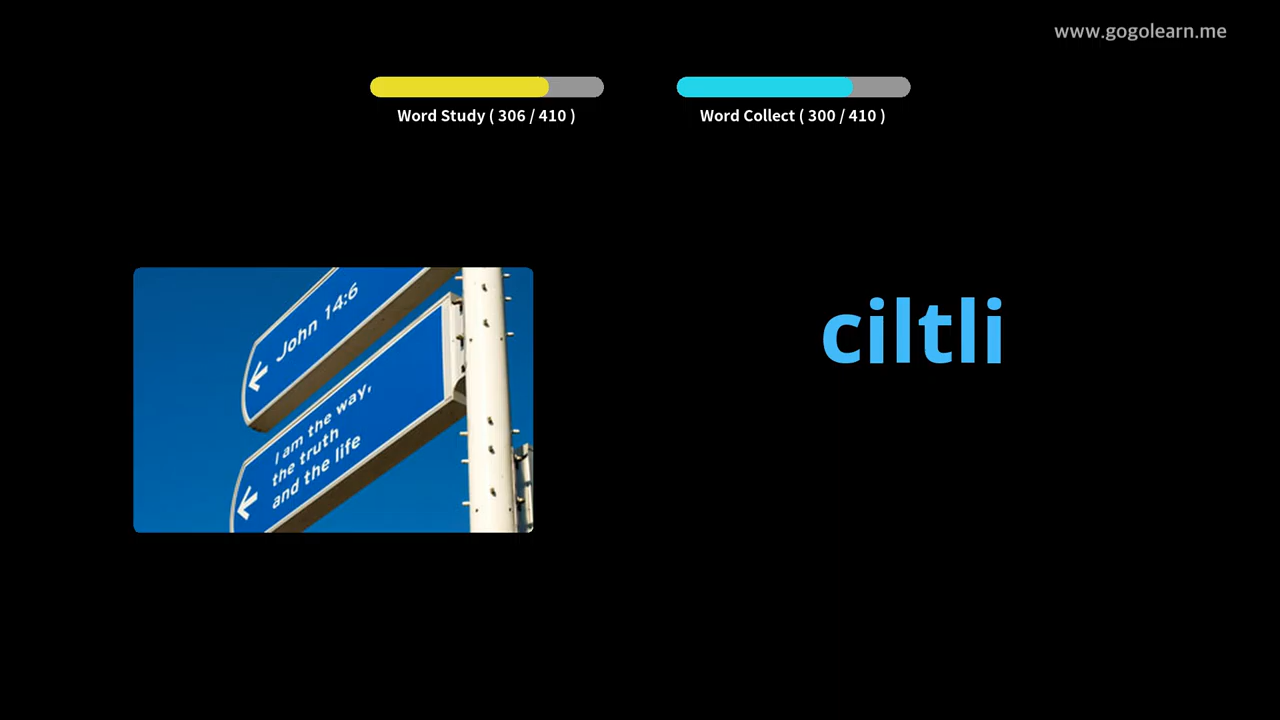 www.gogolearn.me
Word Study ( 306 / 410 )
Word Collect ( 300 / 410 )
John 14:6
I am the way,
the truth
and the life
ciltli